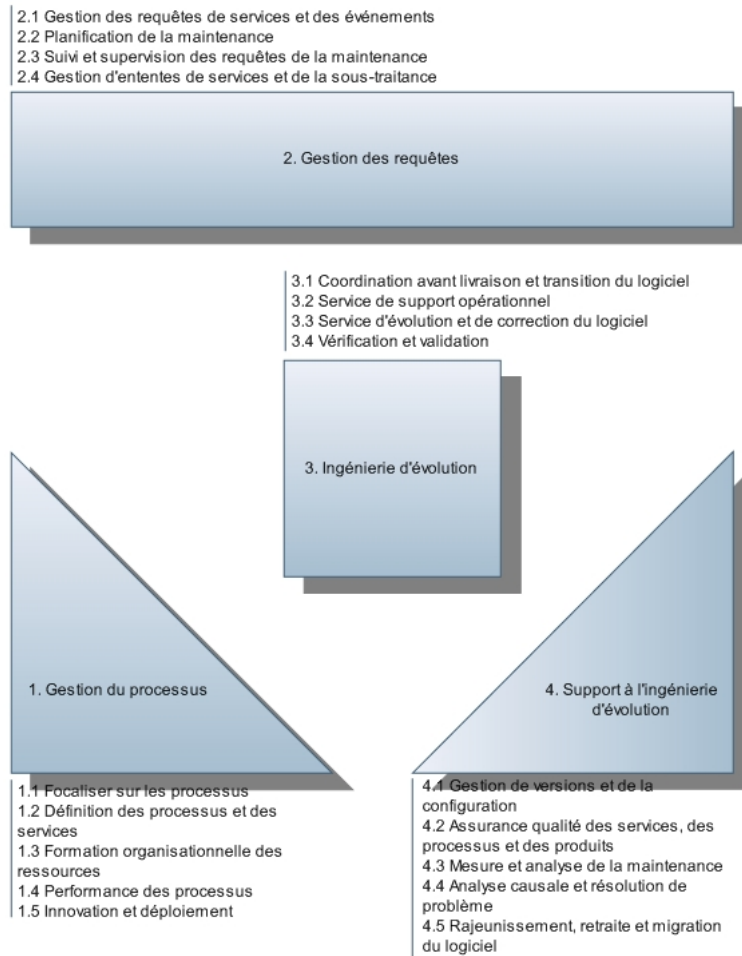 2.1 Gestion des requêtes de services et des événements
2.2 Planification de la maintenance
2.3 Suivi et supervision des requêtes de la maintenance
2.4 Gestion d'ententes de services et de la sous-traitance
2. Gestion des requêtes
3.1 Coordination avant livraison et transition du logiciel
3.2 Service de support opérationnel
3.3 Service d'évolution et de correction du logiciel
3.4 Vérification et validation
3. Ingénierie d'évolution
1. Gestion du processus
4. Support à l'ingénierie
d'évolution
1.1 Focaliser sur les processus
1.2 Définition des processus et des
services
1.3 Formation organisationnelle des
ressources
1.4 Performance des processus
1.5 Innovation et déploiement
4.1 Gestion de versions et de la
configuration
4.2 Assurance qualité des services, des
processus et des produits
4.3 Mesure et analyse de la maintenance
4.4 Analyse causale et résolution de
problème
4.5 Rajeunissement, retraite et migration
du logiciel